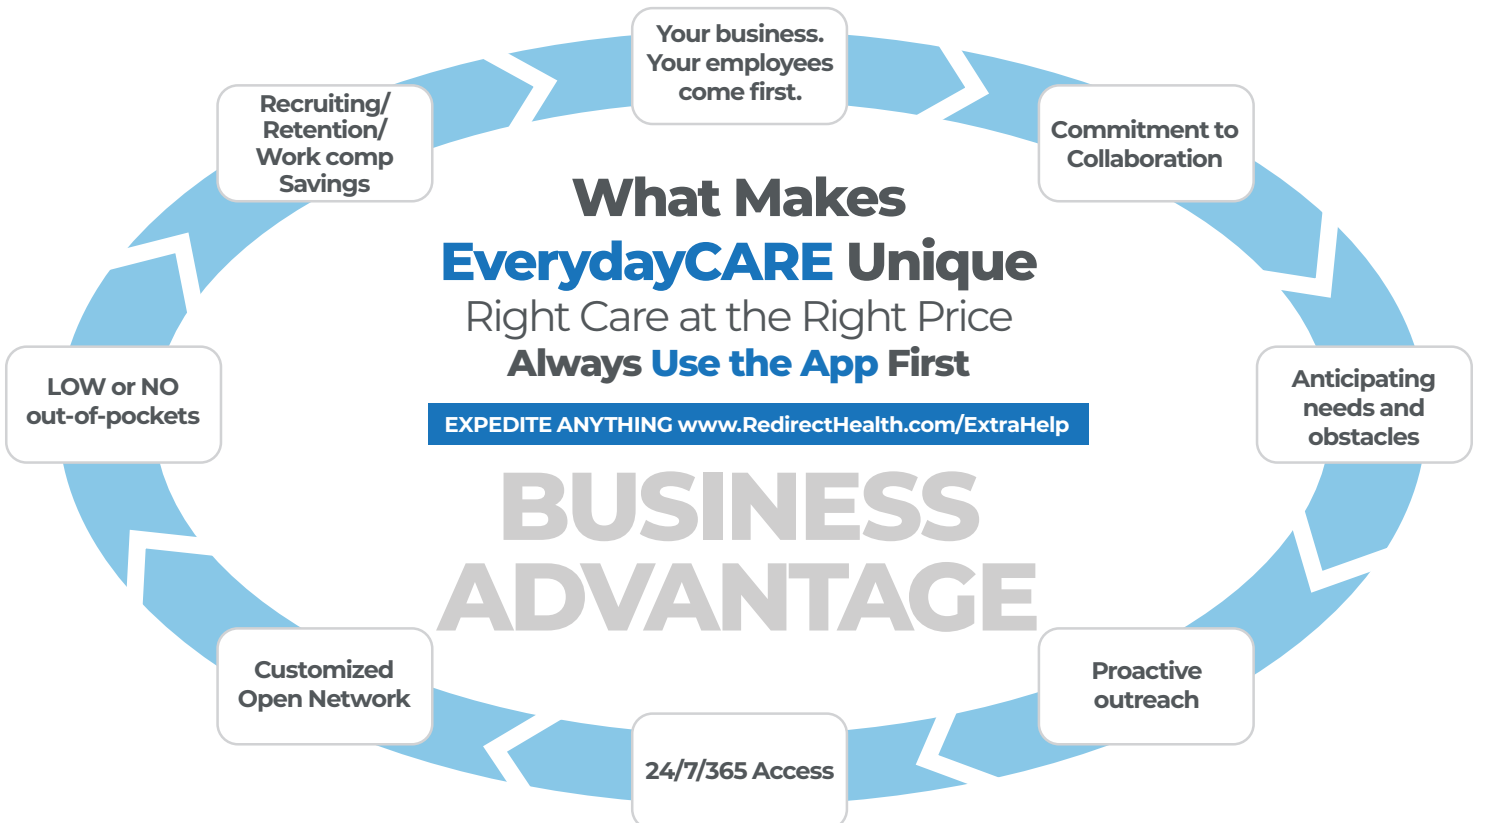 Your business.
Your employees
come first.
Recruiting/
Retention/
Work comp
Savings
Commitment to
Collaboration
What Makes
EverydayCARE Unique
Right Care at the Right Price
Always Use the App First
EXPEDITE ANYTHING www.RedirectHealth.com/ExtraHelp
LOW or NO
out-of-pockets
Anticipating
needs and
obstacles
BUSINESS
ADVANTAGE
Customized
Open Network
Proactive
outreach
24/7/365 Access